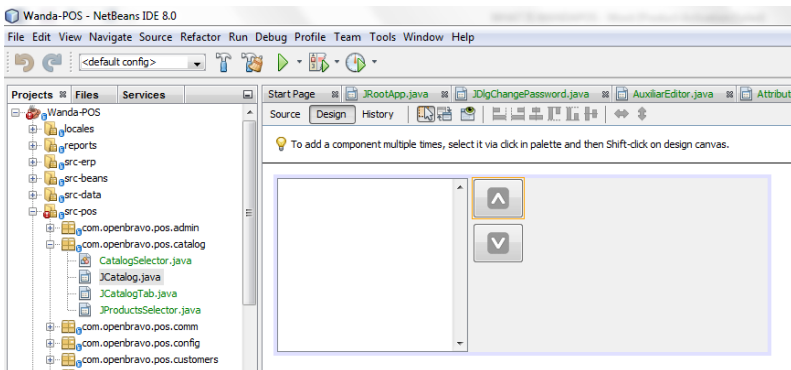 Wanda-POS - NetBeans IDE 8.0
File Edit View Navigate Source Refactor Run Debug Profile Team Tools Window Help
<default config>
Projects Files Services
Start Page JRootApp.java JDlgChangePassword.java AuxiliarEditor.java Attribut
Source Design History
To add a component multiple times, select it via click in palette and then Shift-click on design canvas.
Wanda-POS
locales
reports
src-erp
src-beans
src-data
src-pos
com.openbravo.pos.admin
com.openbravo.pos.catalog
CatalogSelector.java
JCatalog.java
JCatalogTab.java
JProductsSelector.java
com.openbravo.pos.comm
com.openbravo.pos.config
com.openbravo.pos.customers